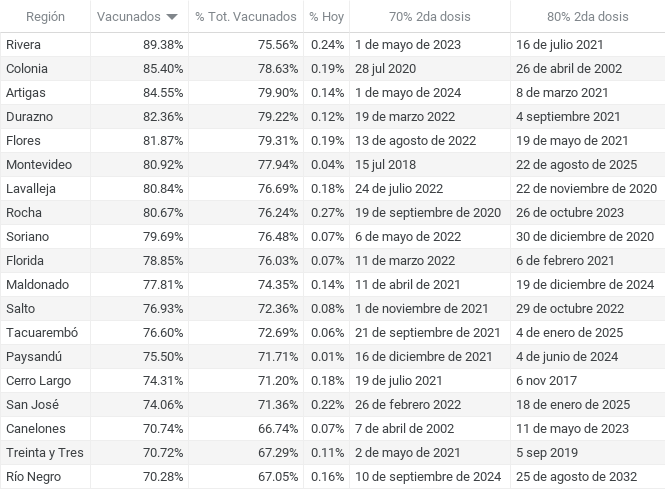 Región Vacunados % Tot. Vacunados % Hoy 70% 2da dosis 80% 2da dosis
Rivera 89.38% 75.56% 0.24% 1 de mayo de 2023 16 de julio 2021
Colonia 85.40% 78.63% 0.19% 28 jul 2020 26 de abril de 2002
Artigas 84.55% 79.90% 0.14% 1 de mayo de 2024 8 de marzo 2021
Durazno 82.36% 79.22% 0.12% 19 de marzo 2022 4 septiembre 2021
Flores 81.87% 79.31% 0.19% 13 de agosto de 2022 19 de mayo de 2021
Montevideo 80.92% 77.94% 0.04% 15 jul 2018 22 de agosto de 2025
Lavalleja 80.84% 76.69% 0.18% 24 de julio 2022 22 de noviembre de 2020
Rocha 80.67% 76.24% 0.27% 19 de septiembre de 2020 26 de octubre 2023
Soriano 79.69% 76.48% 0.07% 6 de mayo de 2022 30 de diciembre de 2020
Florida 78.85% 76.03% 0.07% 11 de marzo 2022 6 de febrero 2021
Maldonado 77.81% 74.35% 0.14% 11 de abril de 2021 19 de diciembre de 2024
Salto 76.93% 72.36% 0.08% 1 de noviembre de 2021 29 de octubre 2022
Tacuarembó 76.60% 72.69% 0.06% 21 de septiembre de 2021 4 de enero de 2025
Paysandú 75.50% 71.71% 0.01% 16 de diciembre de 2021 4 de junio de 2024
Cerro Largo 74.31% 71.20% 0.18% 19 de julio 2021 6 nov 2017
San José 74.06% 71.36% 0.22% 26 de febrero 2022 18 de enero de 2025
Canelones 70.74% 66.74% 0.07% 7 de abril de 2002 11 de mayo de 2023
Treinta y Tres 70.72% 67.29% 0.11% 2 de mayo de 2021 5 sep 2019
Río Negro 70.28% 67.05% 0.16% 10 de septiembre de 2024 25 de agosto de 2032